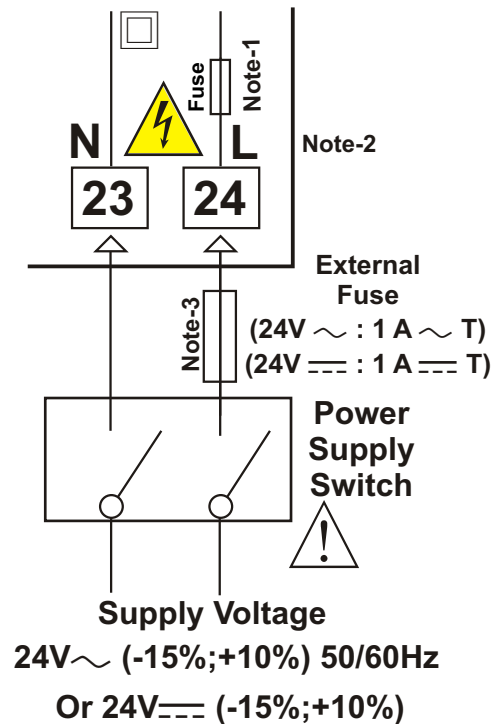 Fuse
Note-1
N
L
Note-2
23
24
External
Fuse
(24V ∼ : 1 A ∼ T)
(24V ⎓ : 1 A ⎓ T)
Note-3
Power
Supply
Switch
!
Supply Voltage
24V∼ (-15%;+10%) 50/60Hz
Or 24V⎓ (-15%;+10%)